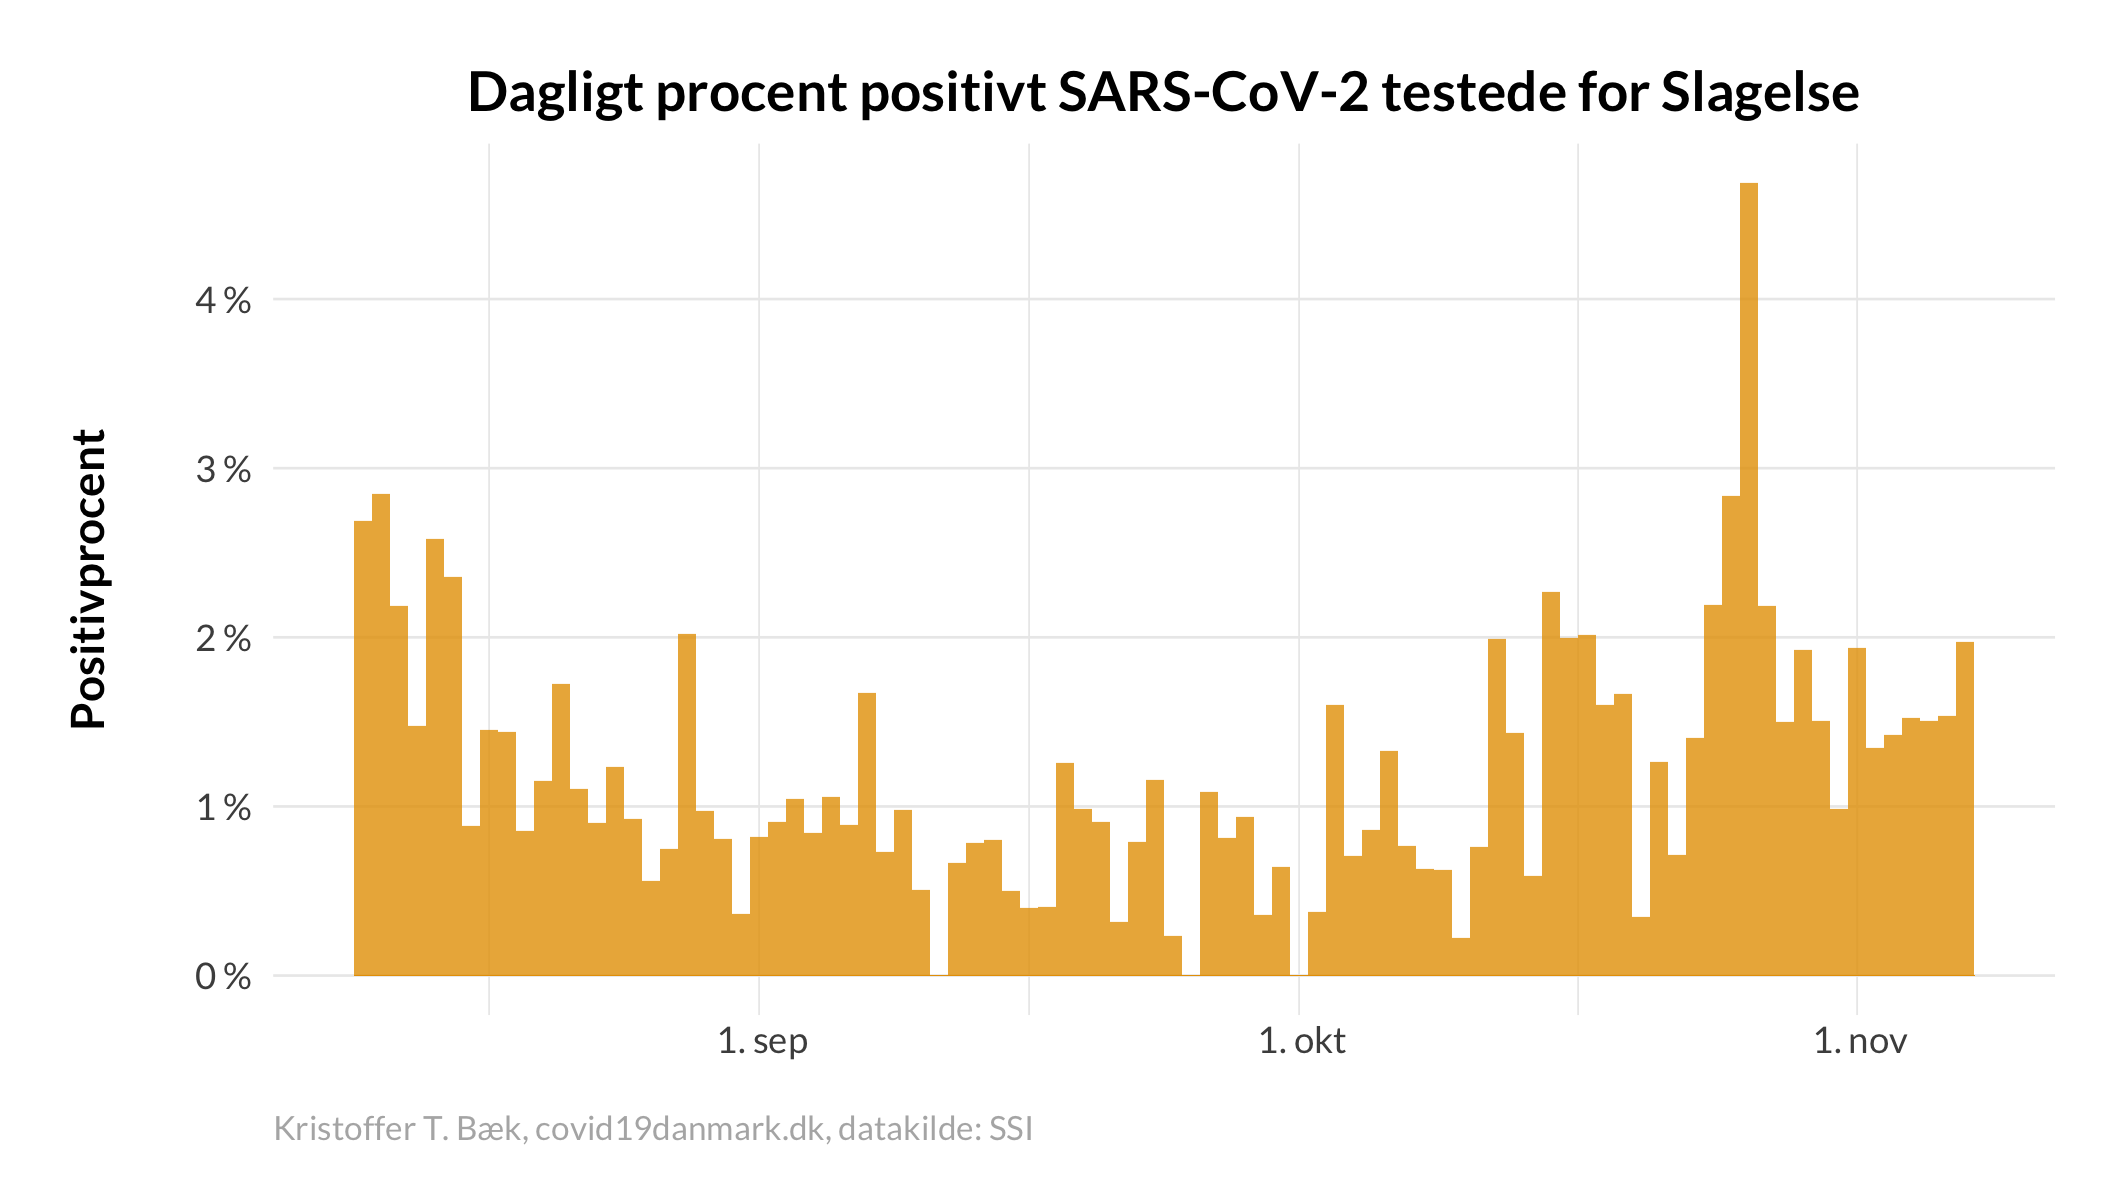 Dagligt procent positivt SARS-CoV-2 testede for Slagelse
Positivprocent
4 %
3 %
2 %
1 %
0 %
1. sep
1. okt
1. nov
Kristoffer T. Bæk, covid19danmark.dk, datakilde: SSI